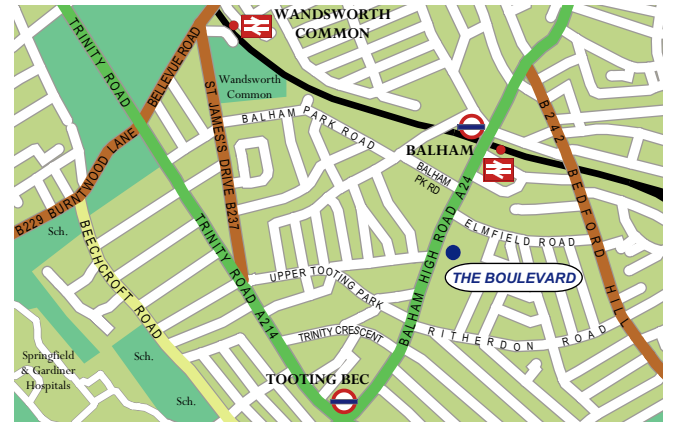 WANDSWORTH
COMMON
TRINITY ROAD
BELLEVUE ROAD
Wandsworth
Common
ST JAMES'S DRIVE B237
BALHAM PARK ROAD
B242 BEDFORD HILL
BALHAM
BALHAM
PK RD
B229 BURNTWOOD LANE
Sch.
BEECHCROFT ROAD
TRINITY ROAD A214
BALHAM HIGH ROAD A24
ELMFIELD ROAD
UPPER TOOTING PARK
THE BOULEVARD
TRINITY CRESCENT
RITHERDON ROAD
Springfield
& Gardiner
Hospitals
Sch.
TOOTING BEC
Sch.